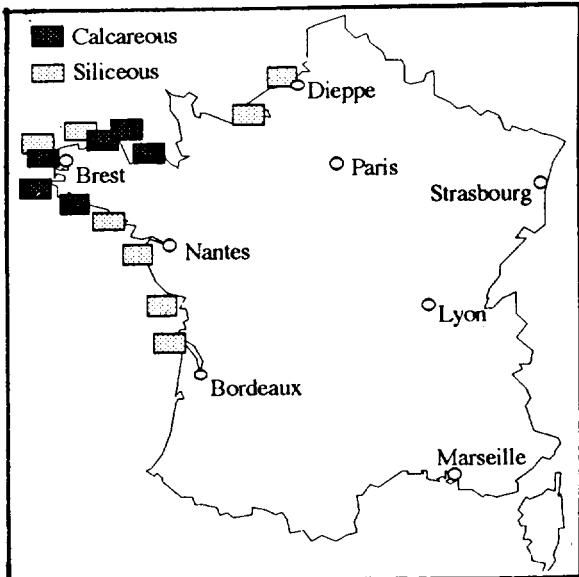 Calcareous
Siliceous
Dieppe
Paris
Brest
Strasbourg
Nantes
Lyon
Bordeaux
Marseille